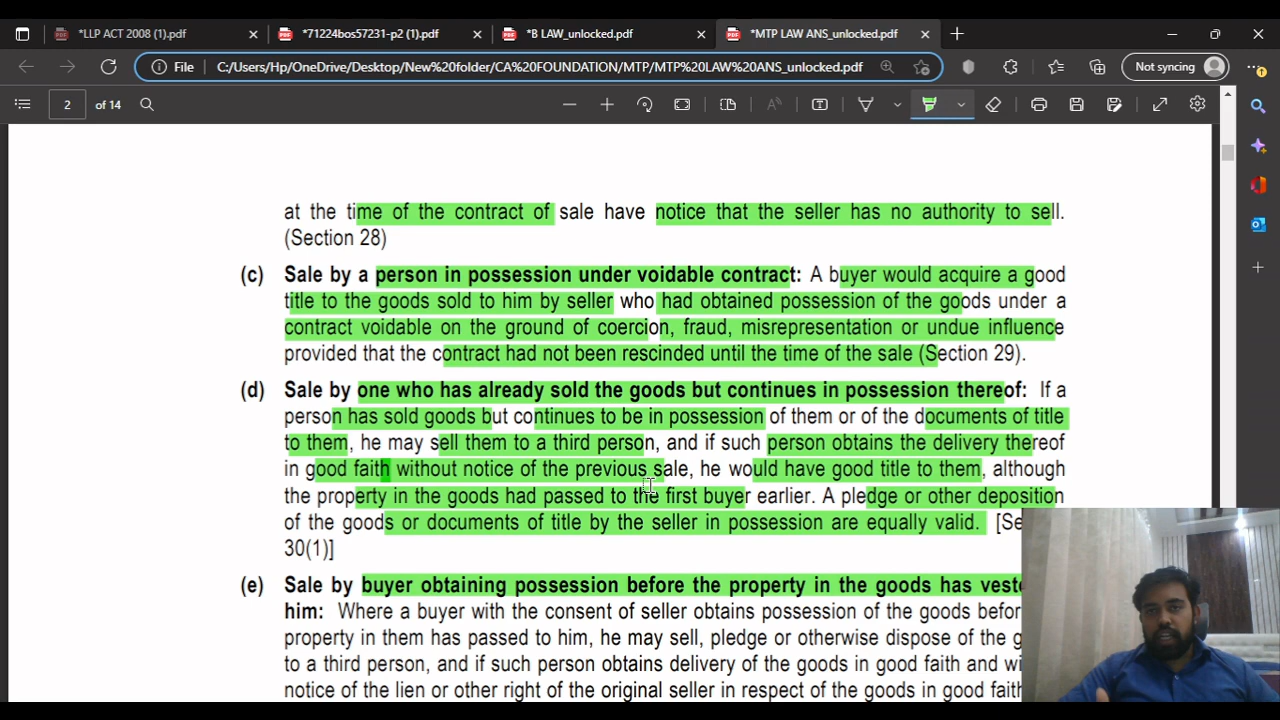 *LLP ACT 2008 (1).pdf
*71224bos57231-p2 (1).pdf
*B LAW_unlocked.pdf
*MTP LAW ANS_unlocked.pdf
File
C:/Users/Hp/OneDrive/Desktop/New%20folder/CA%20FOUNDATION/MTP/MTP%20LAW%20ANS_unlocked.pdf
Not syncing
2 of 14
at the time of the contract of sale have notice that the seller has no authority to sell.
(Section 28)
(c) Sale by a person in possession under voidable contract: A buyer would acquire a good
title to the goods sold to him by seller who had obtained possession of the goods under a
contract voidable on the ground of coercion, fraud, misrepresentation or undue influence
provided that the contract had not been rescinded until the time of the sale (Section 29).
(d) Sale by one who has already sold the goods but continues in possession thereof: If a
person has sold goods but continues to be in possession of them or of the documents of title
to them, he may sell them to a third person, and if such person obtains the delivery thereof
in good faith without notice of the previous sale, he would have good title to them, although
the property in the goods had passed to the first buyer earlier. A pledge or other deposition
of the goods or documents of title by the seller in possession are equally valid. [Se
30(1)]
(e) Sale by buyer obtaining possession before the property in the goods has veste
him: Where a buyer with the consent of seller obtains possession of the goods befor
property in them has passed to him, he may sell, pledge or otherwise dispose of the g
to a third person, and if such person obtains delivery of the goods in good faith and wi
notice of the lien or other right of the original seller in respect of the goods in good faith